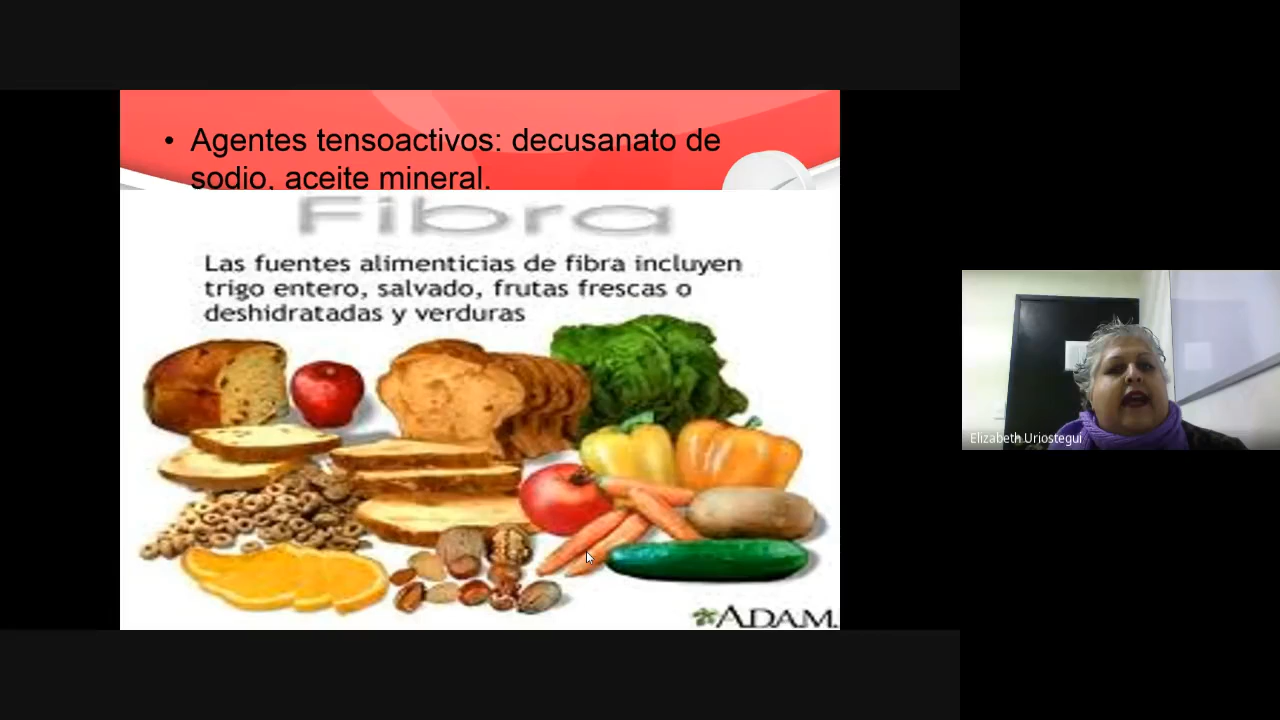 • Agentes tensoactivos: decusanato de
sodio, aceite mineral.
Fibra
Las fuentes alimenticias de fibra incluyen
trigo entero, salvado, frutas frescas o
deshidratadas y verduras
ADAM.
Elizabeth Uriostegui